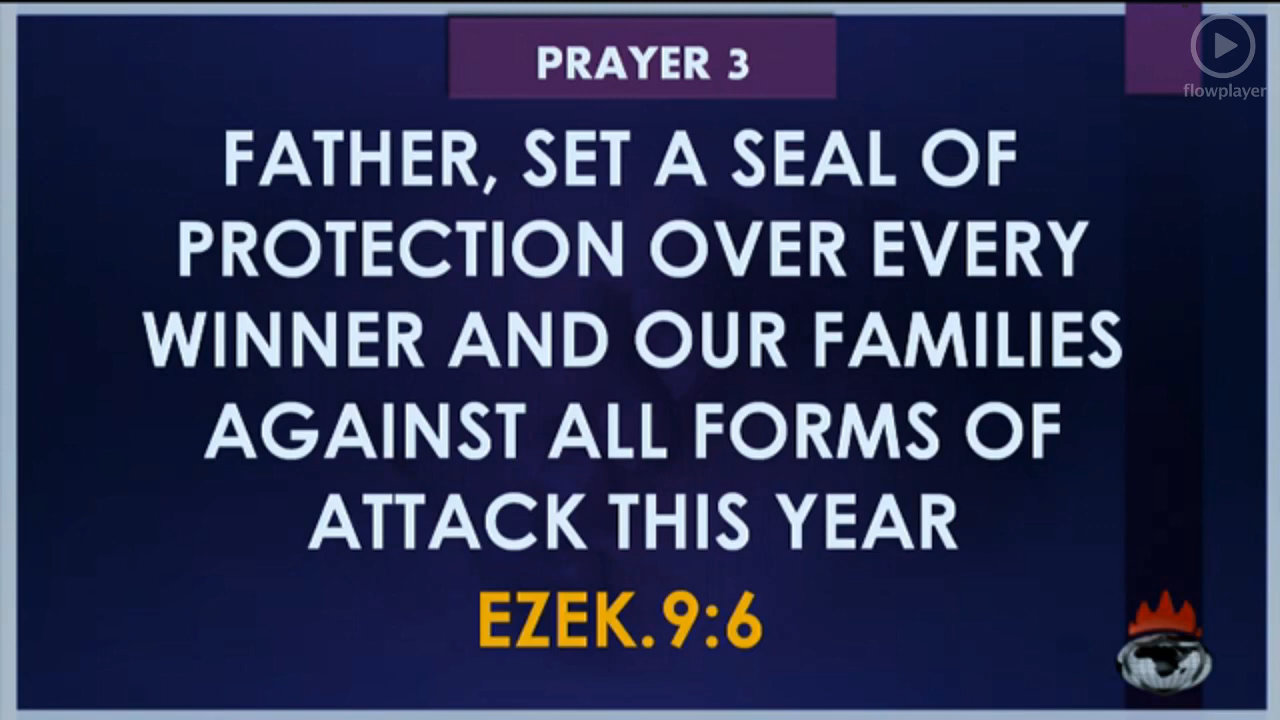 PRAYER 3
flowplayer
FATHER, SET A SEAL OF
PROTECTION OVER EVERY
WINNER AND OUR FAMILIES
AGAINST ALL FORMS OF
ATTACK THIS YEAR
EZEK.9:6